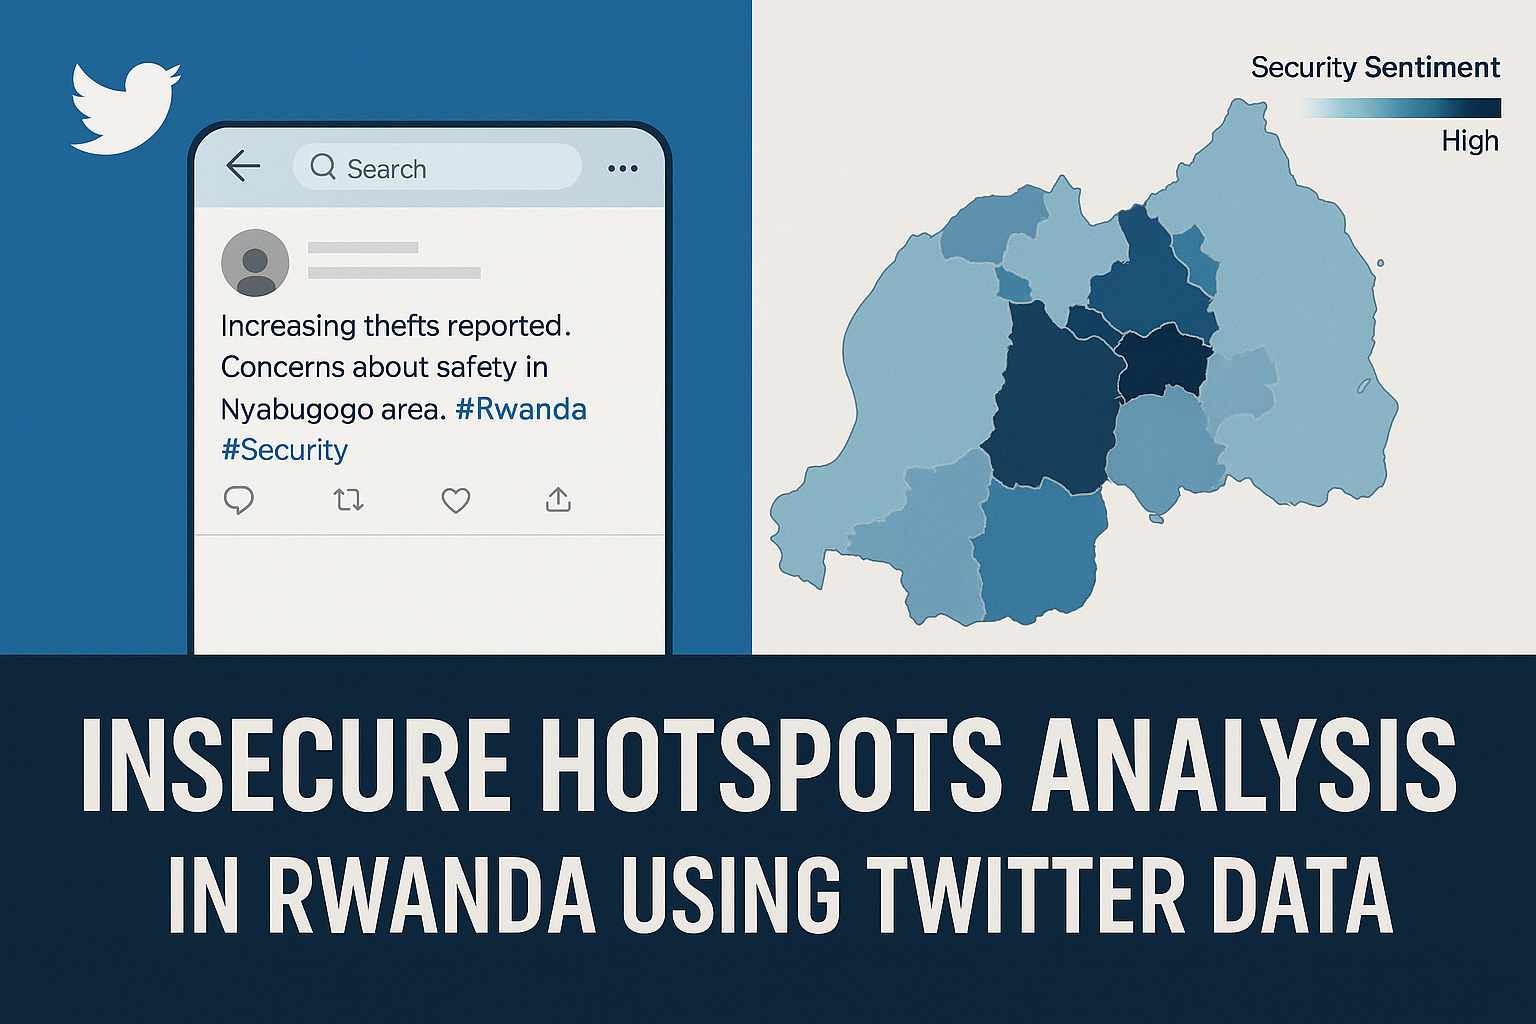 Search
Increasing thefts reported.
Concerns about safety in
Nyabugogo area. #Rwanda
#Security
Security Sentiment
High
INSECURE HOTSPOTS ANALYSIS
IN RWANDA USING TWITTER DATA